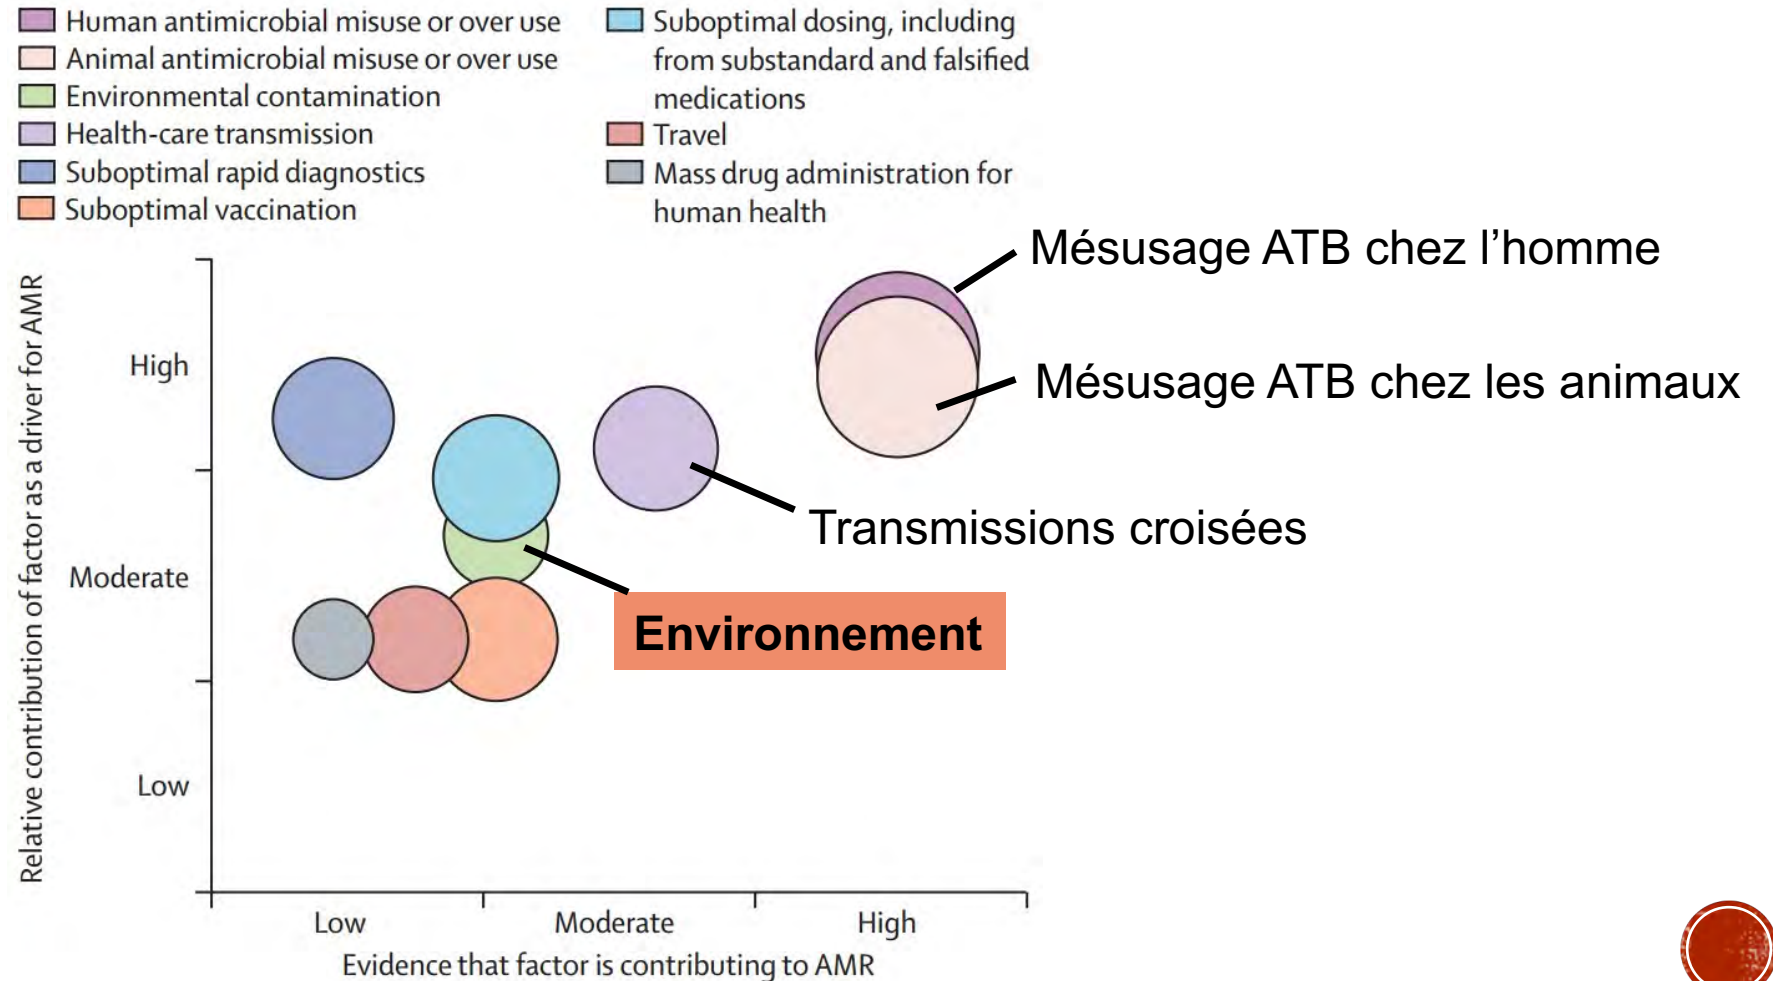 Human antimicrobial misuse or over use
Animal antimicrobial misuse or over use
Environmental contamination
Health-care transmission
Suboptimal rapid diagnostics
Suboptimal vaccination
Suboptimal dosing, including
from substandard and falsified
medications
Travel
Mass drug administration for
human health
Relative contribution of factor as a driver for AMR
High
Moderate
Low
Mésusage ATB chez l’homme
Mésusage ATB chez les animaux
Transmissions croisées
Environnement
Low
Moderate
High
Evidence that factor is contributing to AMR